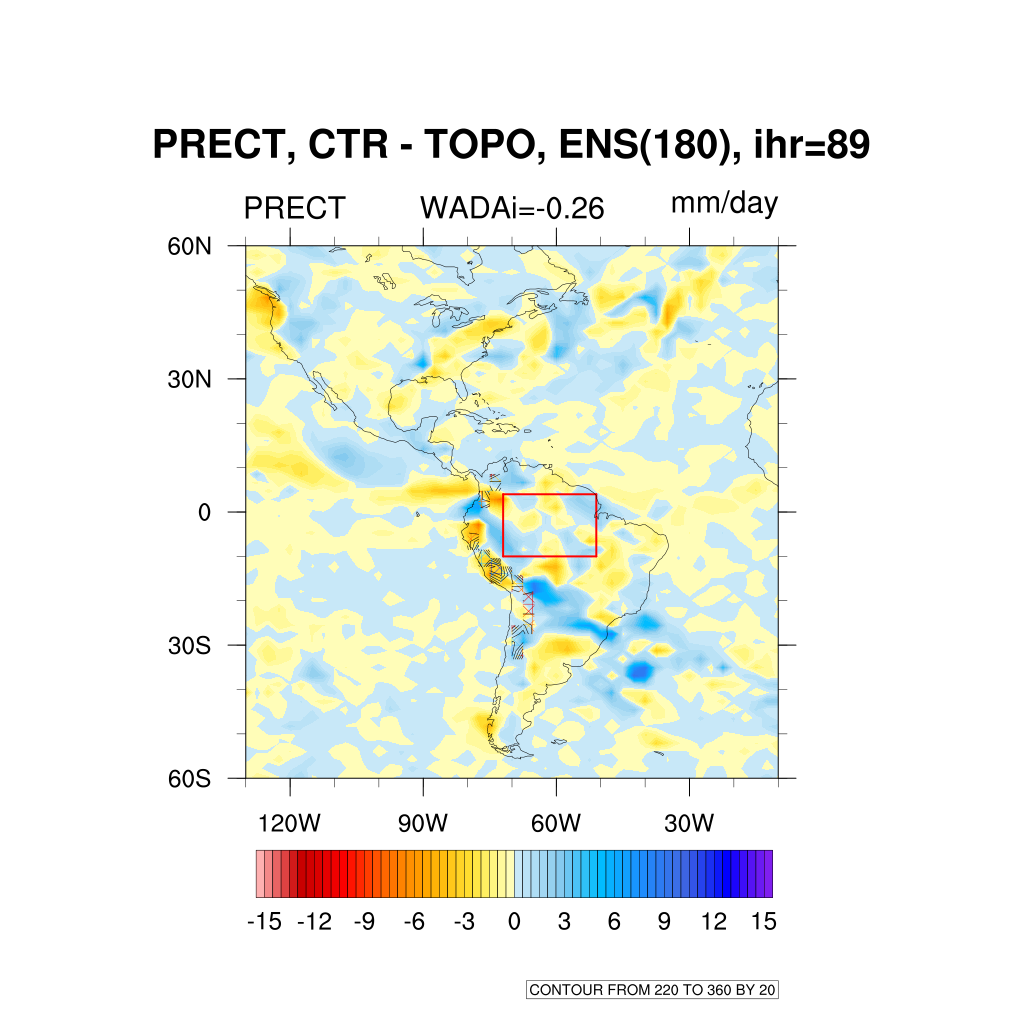 PRECT, CTR - TOPO, ENS(180), ihr=89
PRECT WADAi=-0.26 mm/day
60N
30N
0
30S
60S
120W 90W 60W 30W
-15 -12 -9 -6 -3 0 3 6 9 12 15
CONTOUR FROM 220 TO 360 BY 20